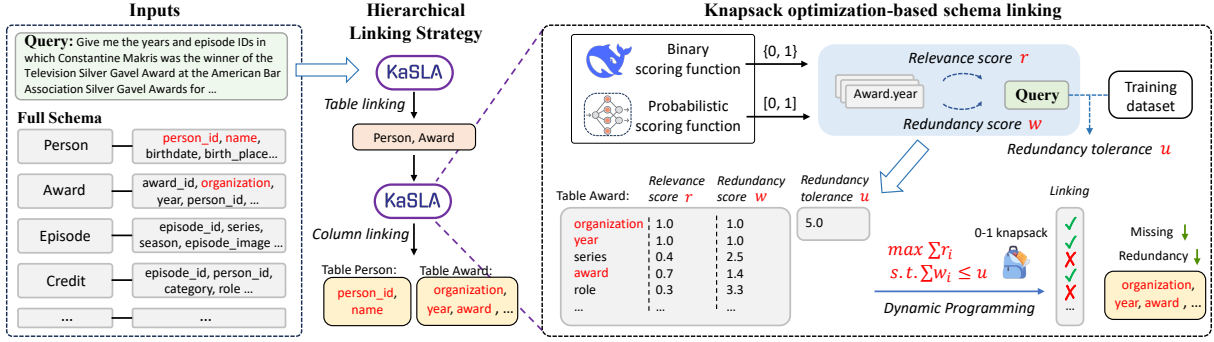 Inputs
Query: Give me the years and episode IDs in
which Constantine Makris was the winner of the
Television Silver Gavel Award at the American Bar
Association Silver Gavel Awards for ...
Full Schema
Person
person_id, name,
birthdate, birth_place...
Award
award_id, organization,
year, person_id, ...
Episode
episode_id, series,
season, episode_image ...
Credit
episode_id, person_id,
category, role ...
...
...
Hierarchical
Linking Strategy
KaSLA
Table linking
Person, Award
KaSLA
Column linking
Table Person:
person_id,
name
Table Award:
organization,
year, award , ...
Knapsack optimization-based schema linking
Binary
scoring function
{0, 1}
Probabilistic
scoring function
[0, 1]
Relevance score r
Award.year
Query
Redundancy score w
Training
dataset
Redundancy tolerance u
Table Award:
Relevance
score r
Redundancy
score w
Redundancy
tolerance u
organization 1.0 1.0
year 1.0 1.0
series 0.4 2.5
award 0.7 1.4
role 0.3 3.3
... ... ...
5.0
max ∑r_i
s.t. ∑w_i ≤ u
0-1 knapsack
Dynamic Programming
Linking
✓
✓
✗
✓
✗
...
Missing ↓
Redundancy ↓
organization,
year, award , ...